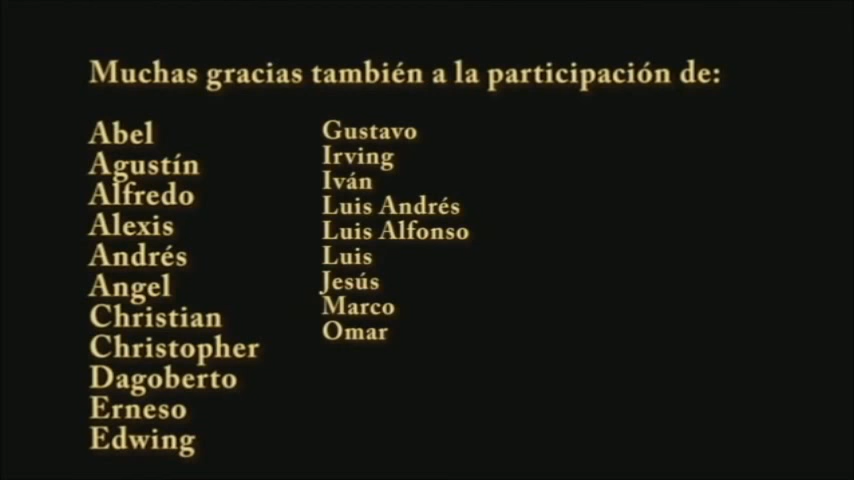 Muchas gracias también a la participación de:
Abel
Agustín
Alfredo
Alexis
Andrés
Angel
Christian
Christopher
Dagoberto
Erneso
Edwing
Gustavo
Irving
Iván
Luis Andrés
Luis Alfonso
Luis
Jesús
Marco
Omar